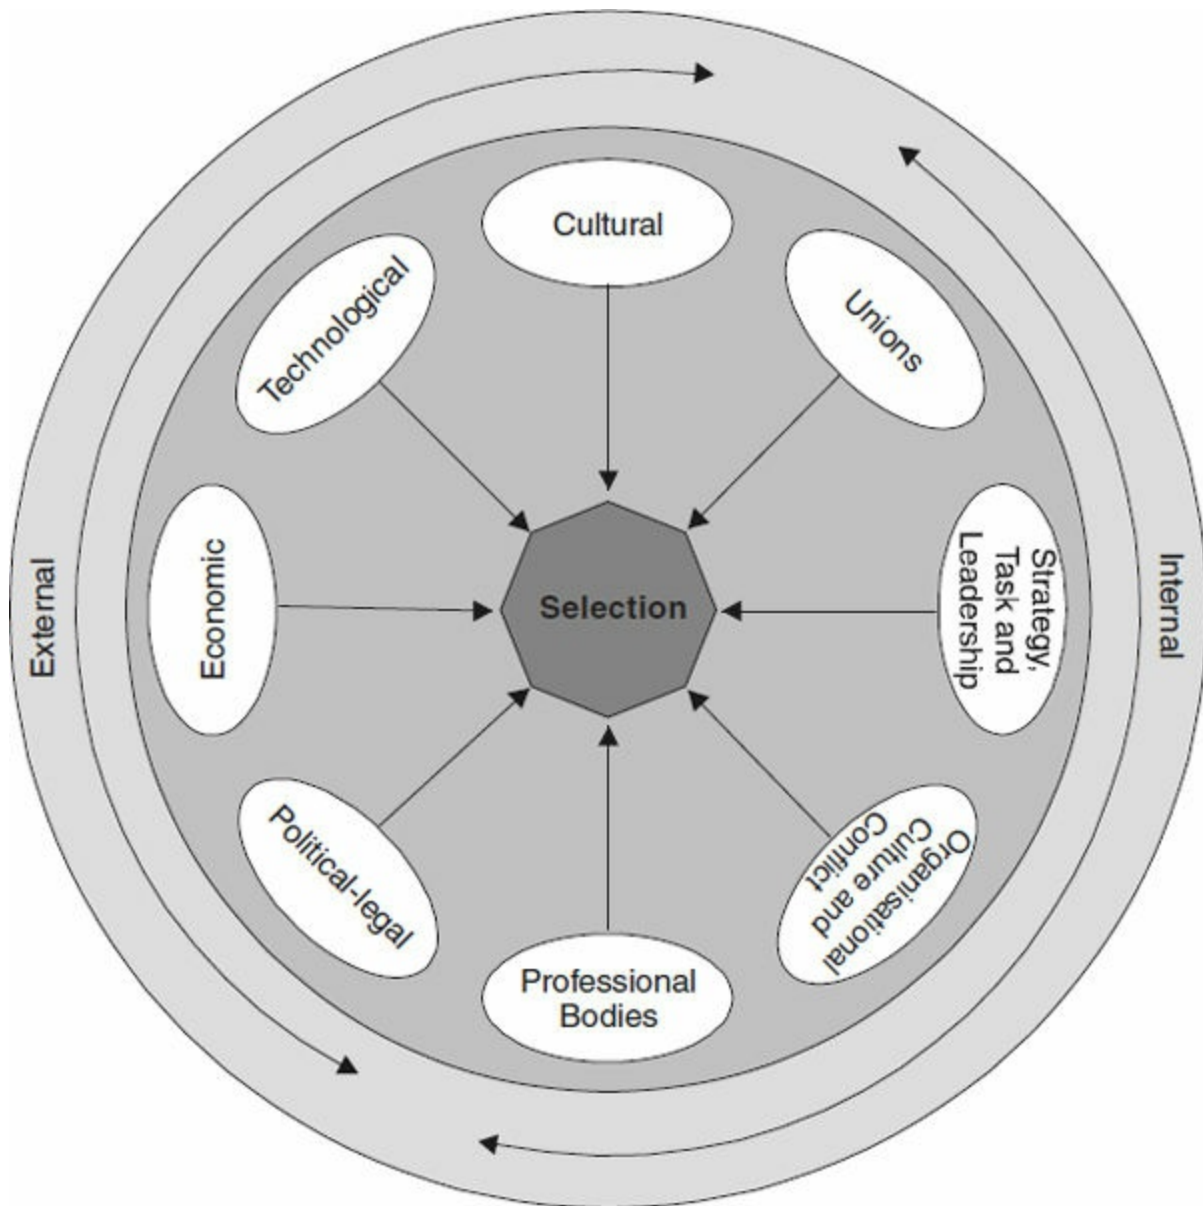 Cultural
Unions
Strategy,
Task and
Leadership
Organisational
Culture and
Conflict
Professional
Bodies
Political-legal
Economic
Technological
Selection
External
Internal